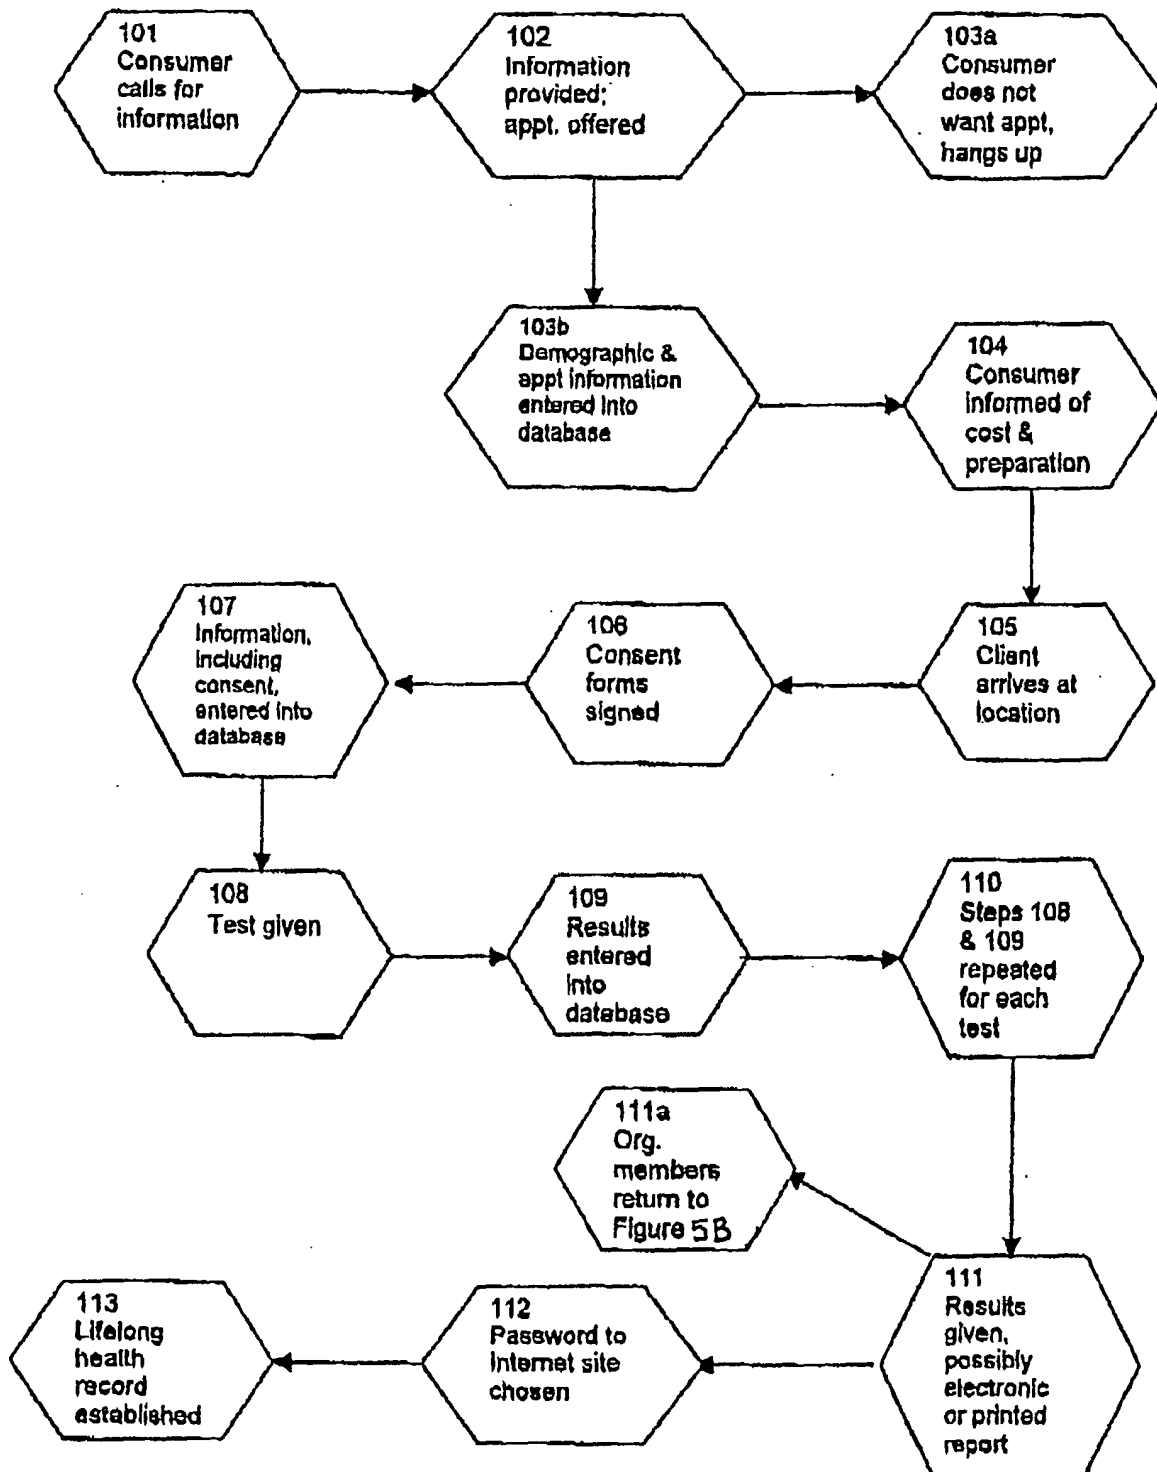 101
Consumer
calls for
information
102
Information
provided;
appt. offered
103a
Consumer
does not
want appt,
hangs up
103b
Demographic &
appt information
entered into
database
104
Consumer
informed of
cost &
preparation
105
Client
arrives at
location
106
Consent
forms
signed
107
Information,
including
consent,
entered into
database
108
Test given
109
Results
entered
into
database
110
Steps 108
& 109
repeated
for each
test
111a
Org.
members
return to
Figure 5B
111
Results
given,
possibly
electronic
or printed
report
112
Password to
Internet site
chosen
113
Lifelong
health
record
established